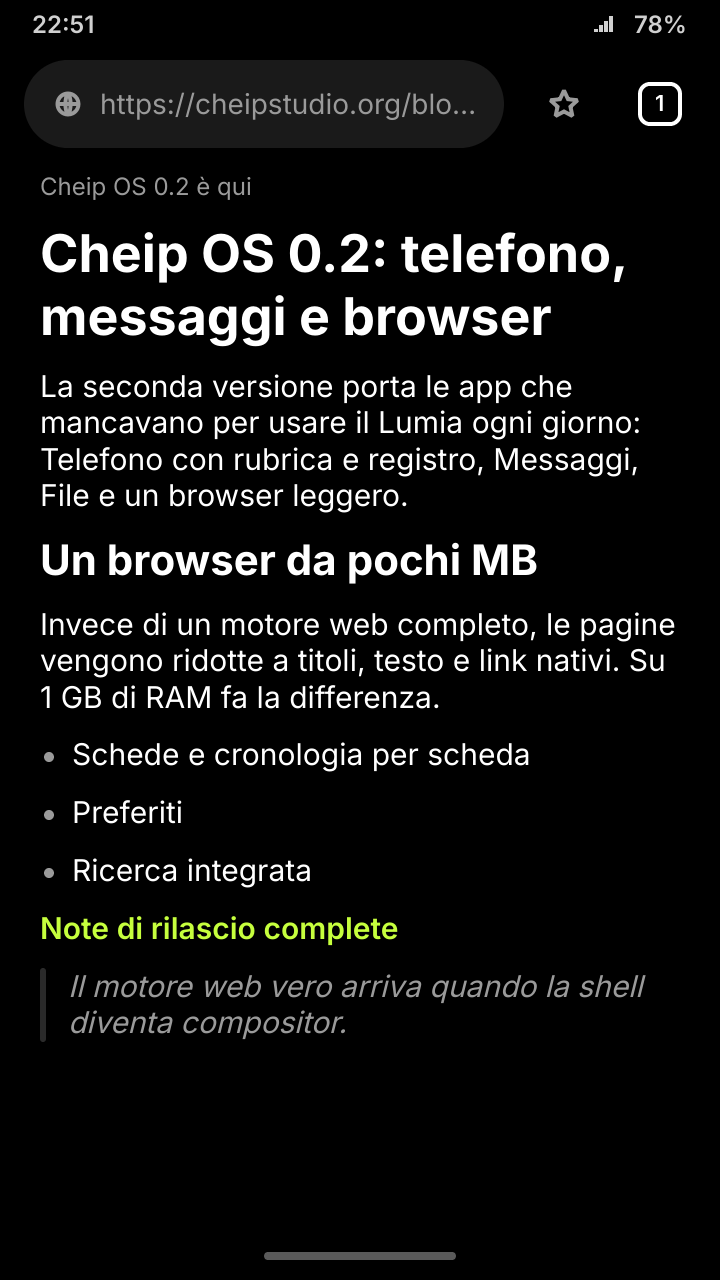 22:51
78%
https://cheipstudio.org/blo...
1
Cheip OS 0.2 è qui
Cheip OS 0.2: telefono,
messaggi e browser
La seconda versione porta le app che
mancavano per usare il Lumia ogni giorno:
Telefono con rubrica e registro, Messaggi,
File e un browser leggero.
Un browser da pochi MB
Invece di un motore web completo, le pagine
vengono ridotte a titoli, testo e link nativi. Su
1 GB di RAM fa la differenza.
• Schede e cronologia per scheda
• Preferiti
• Ricerca integrata
Note di rilascio complete
Il motore web vero arriva quando la shell
diventa compositor.